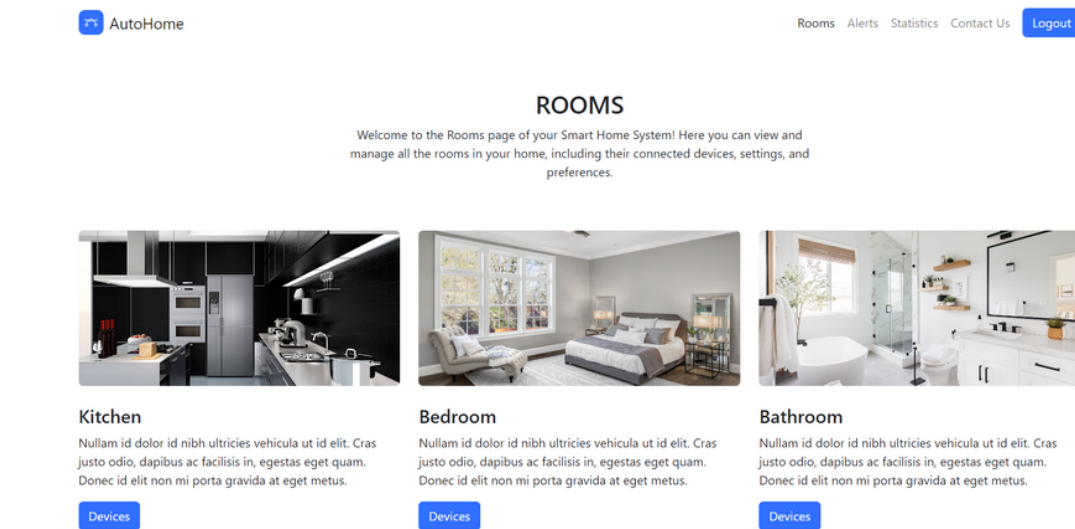 AutoHome
Rooms Alerts Statistics Contact Us Logout
ROOMS
Welcome to the Rooms page of your Smart Home System! Here you can view and
manage all the rooms in your home, including their connected devices, settings, and
preferences.
Kitchen
Nullam id dolor id nibh ultricies vehicula ut id elit. Cras
justo odio, dapibus ac facilisis in, egestas eget quam.
Donec id elit non mi porta gravida at eget metus.
Devices
Bedroom
Nullam id dolor id nibh ultricies vehicula ut id elit. Cras
justo odio, dapibus ac facilisis in, egestas eget quam.
Donec id elit non mi porta gravida at eget metus.
Devices
Bathroom
Nullam id dolor id nibh ultricies vehicula ut id elit. Cras
justo odio, dapibus ac facilisis in, egestas eget quam.
Donec id elit non mi porta gravida at eget metus.
Devices